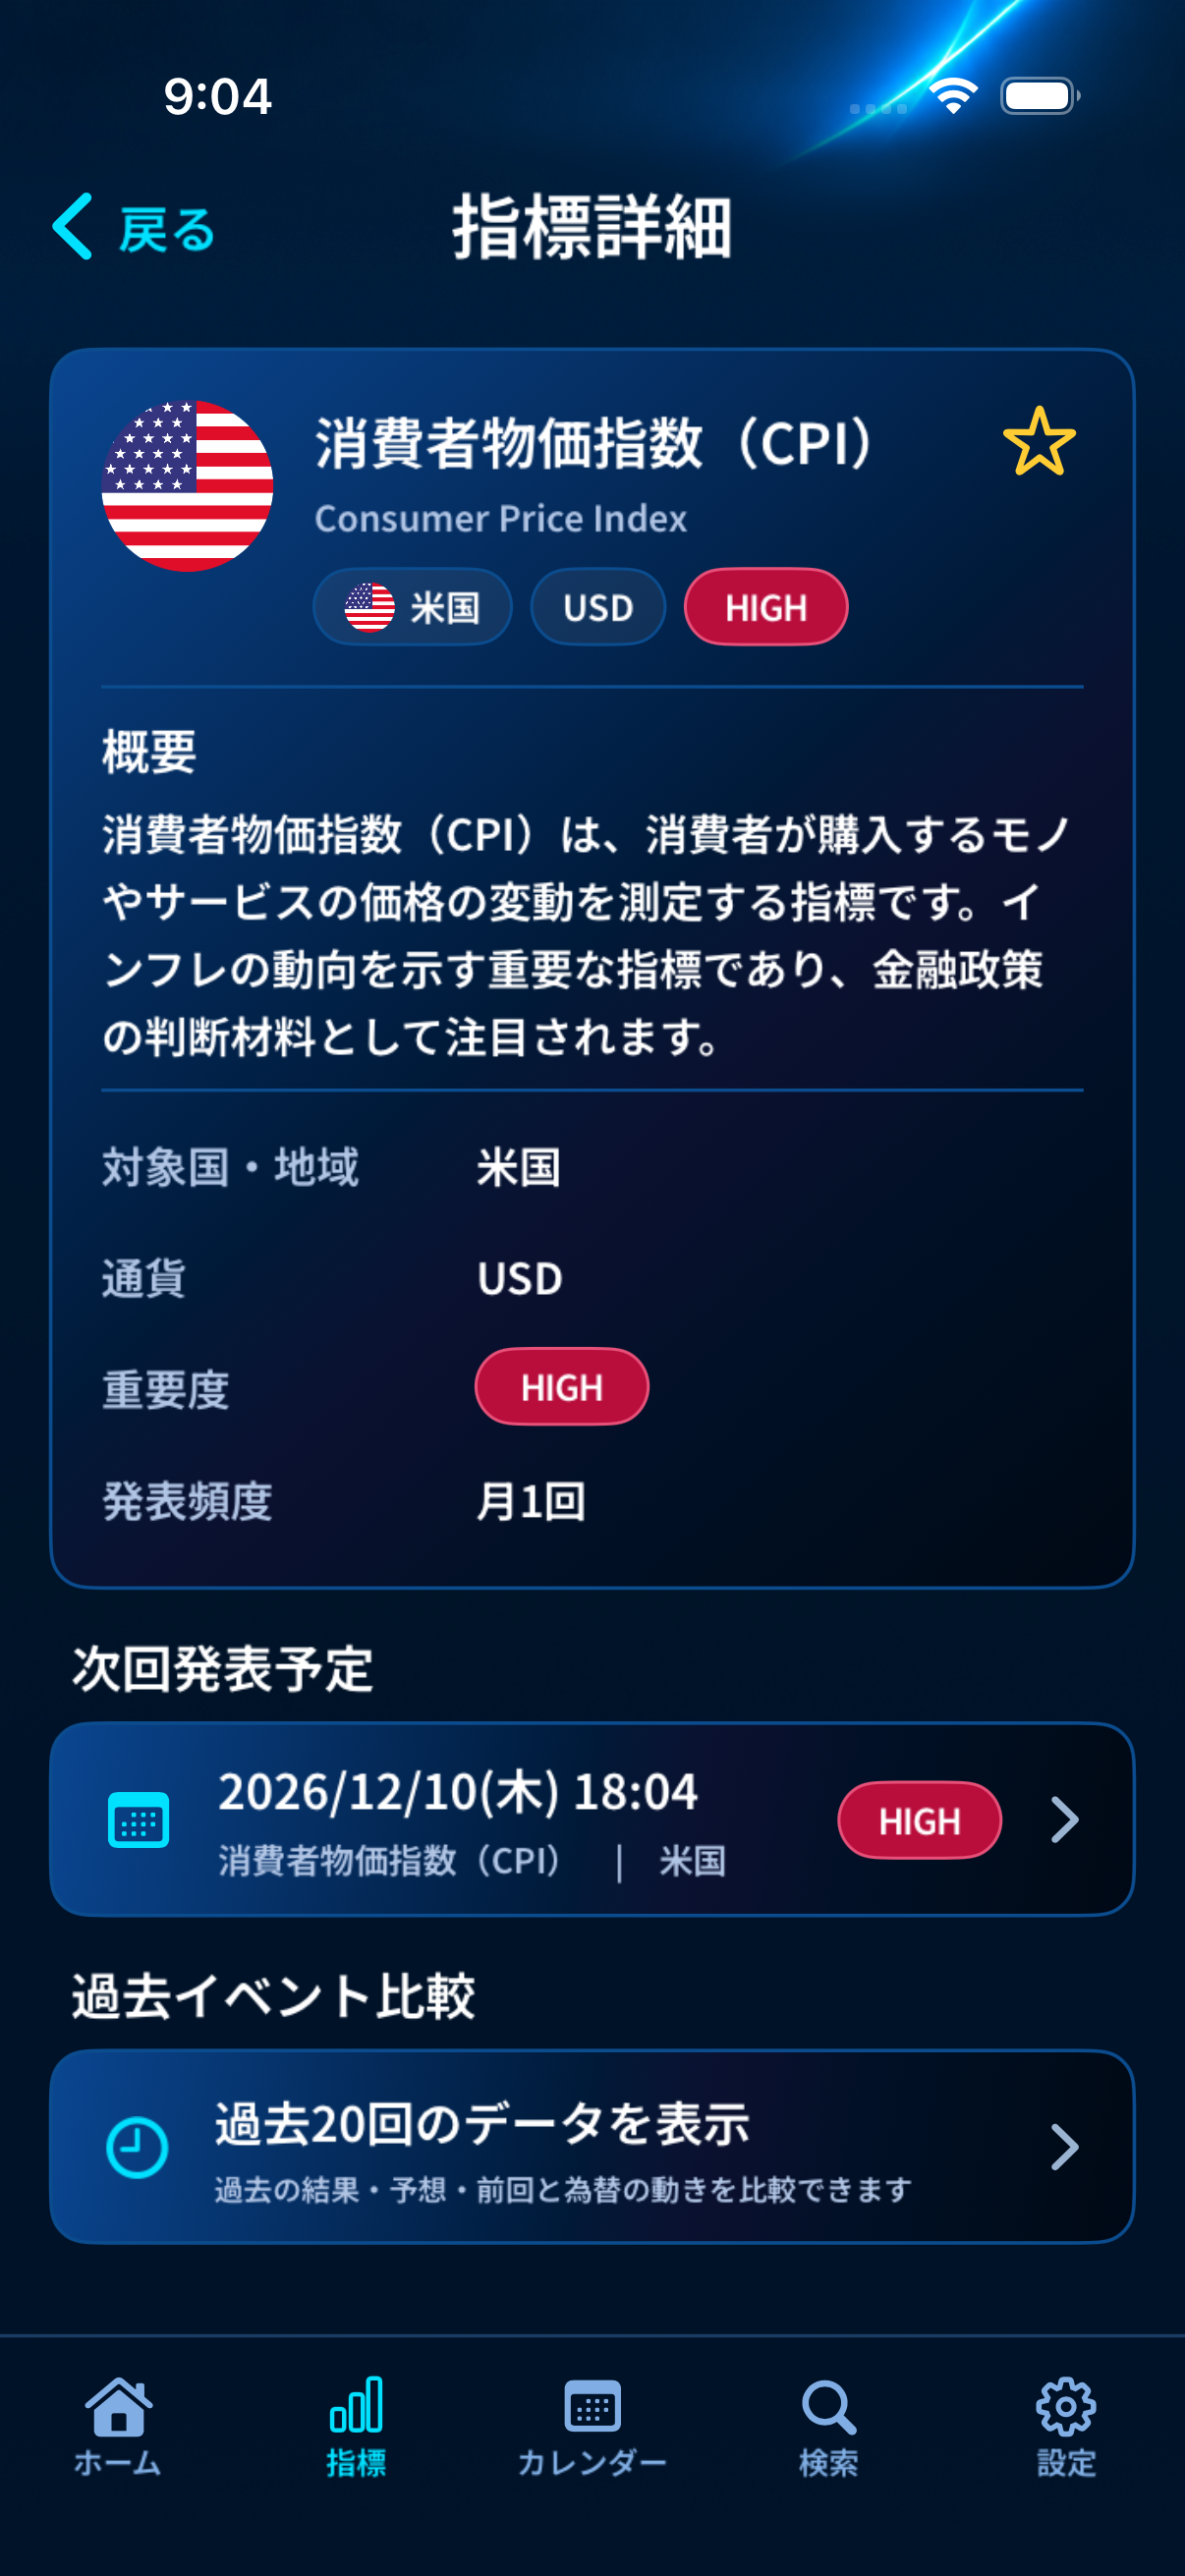 9:04
戻る
指標詳細
消費者物価指数（CPI）
Consumer Price Index
米国 USD HIGH
概要
消費者物価指数（CPI）は、消費者が購入するモノ
やサービスの価格の変動を測定する指標です。イ
ンフレの動向を示す重要な指標であり、金融政策
の判断材料として注目されます。
対象国・地域 米国
通貨 USD
重要度 HIGH
発表頻度 月1回
次回発表予定
2026/12/10(木) 18:04
消費者物価指数（CPI） | 米国
HIGH
過去イベント比較
過去20回のデータを表示
過去の結果・予想・前回と為替の動きを比較できます
ホーム 指標 カレンダー 検索 設定